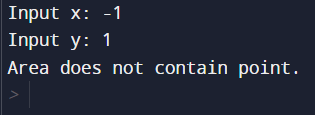 Input x: -1
Input y: 1
Area does not contain point.
>